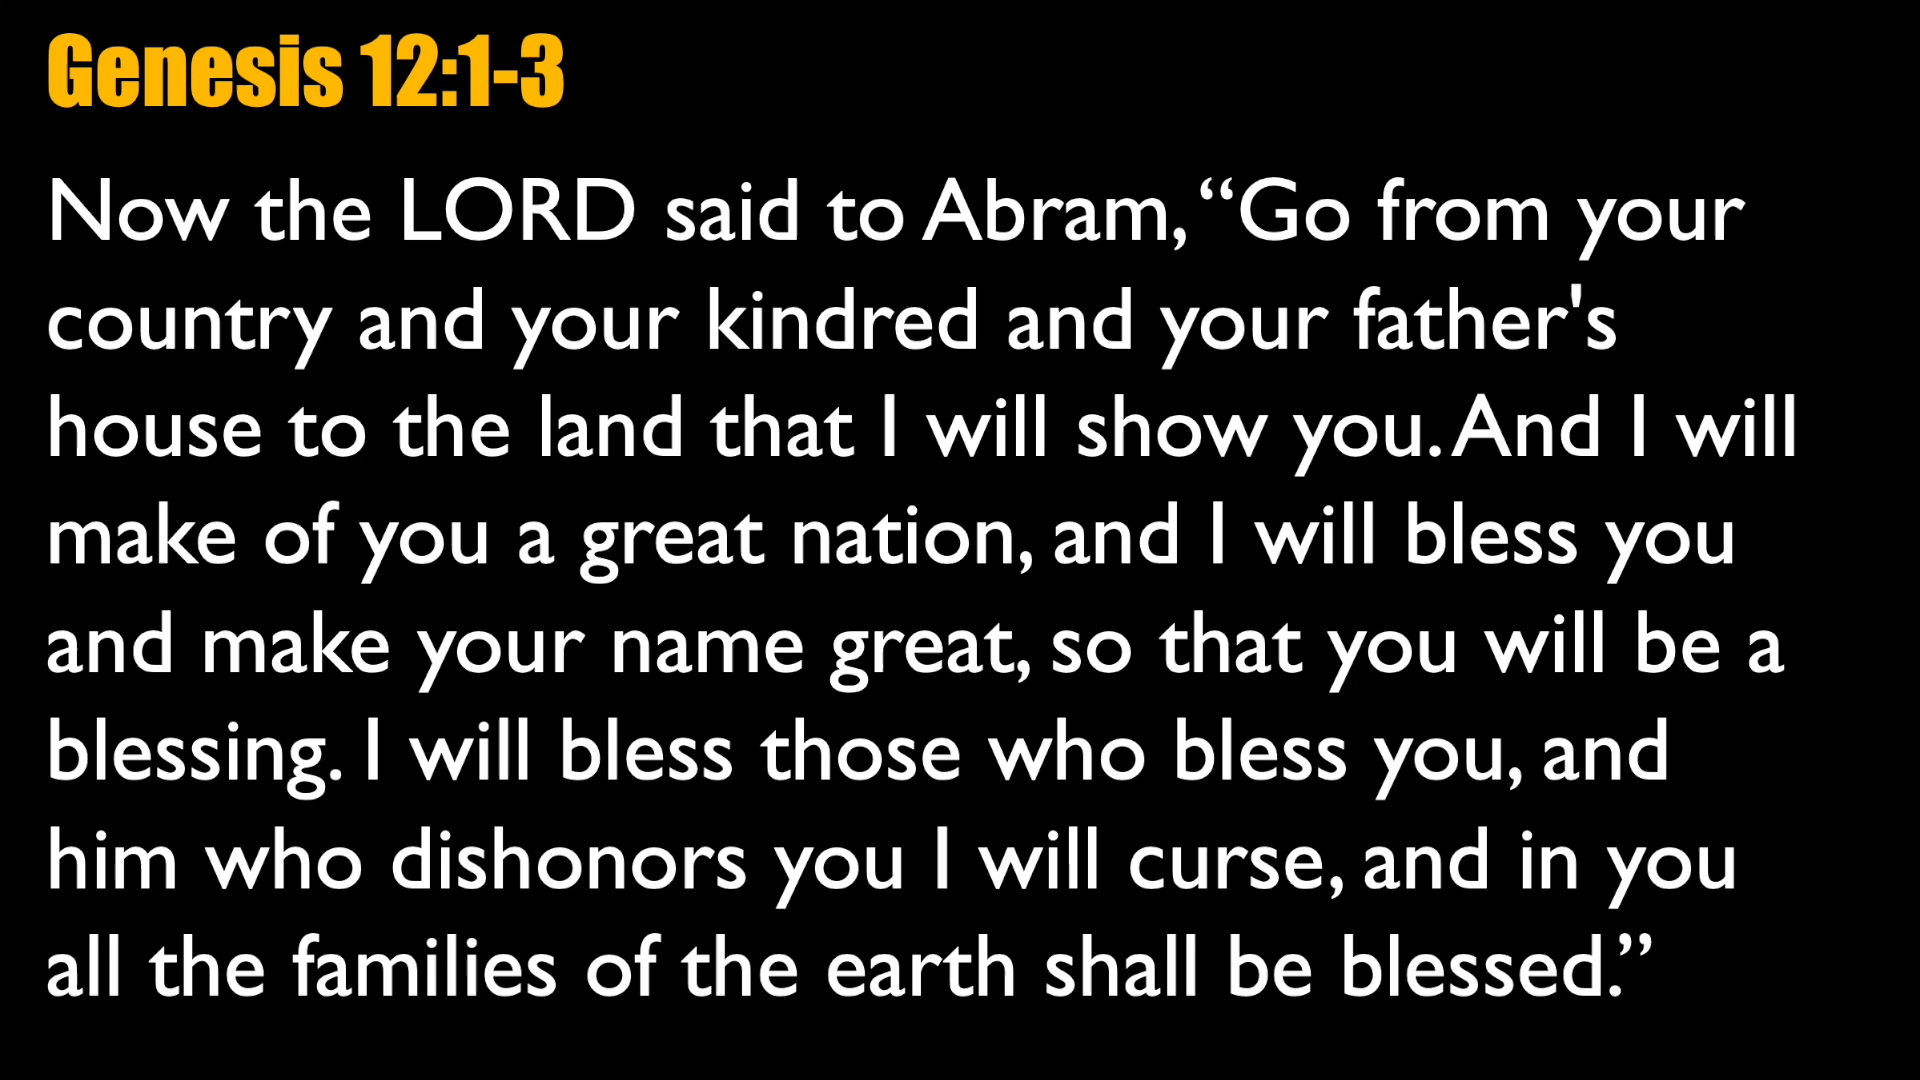 Genesis 12:1-3
Now the LORD said to Abram, “Go from your
country and your kindred and your father's
house to the land that I will show you. And I will
make of you a great nation, and I will bless you
and make your name great, so that you will be a
blessing. I will bless those who bless you, and
him who dishonors you I will curse, and in you
all the families of the earth shall be blessed.”